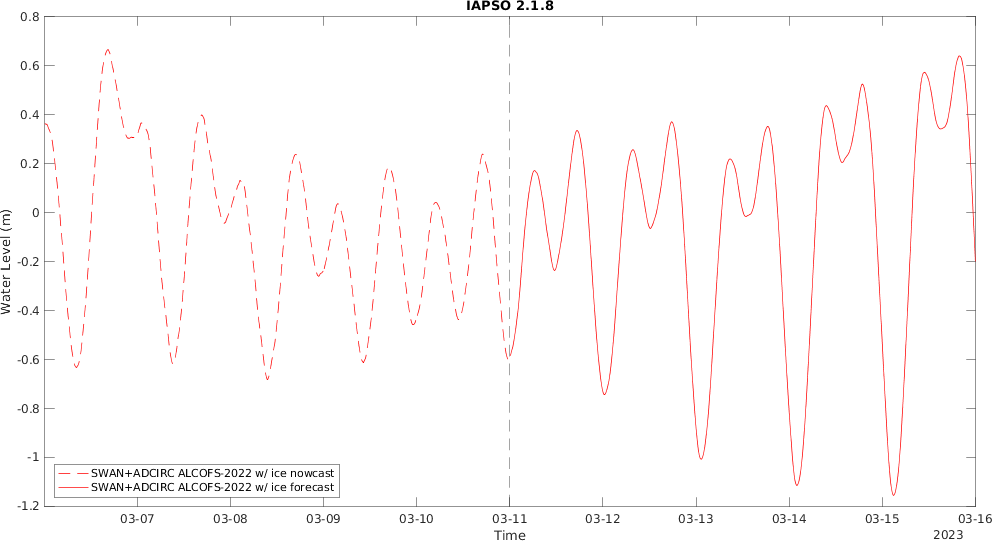 IAPSO 2.1.8
0.8
0.6
0.4
0.2
0
-0.2
-0.4
-0.6
-0.8
-1
-1.2
Water Level (m)
SWAN+ADCIRC ALCOFS-2022 w/ ice nowcast
SWAN+ADCIRC ALCOFS-2022 w/ ice forecast
03-07 03-08 03-09 03-10 03-11 03-12 03-13 03-14 03-15 03-16
Time
2023